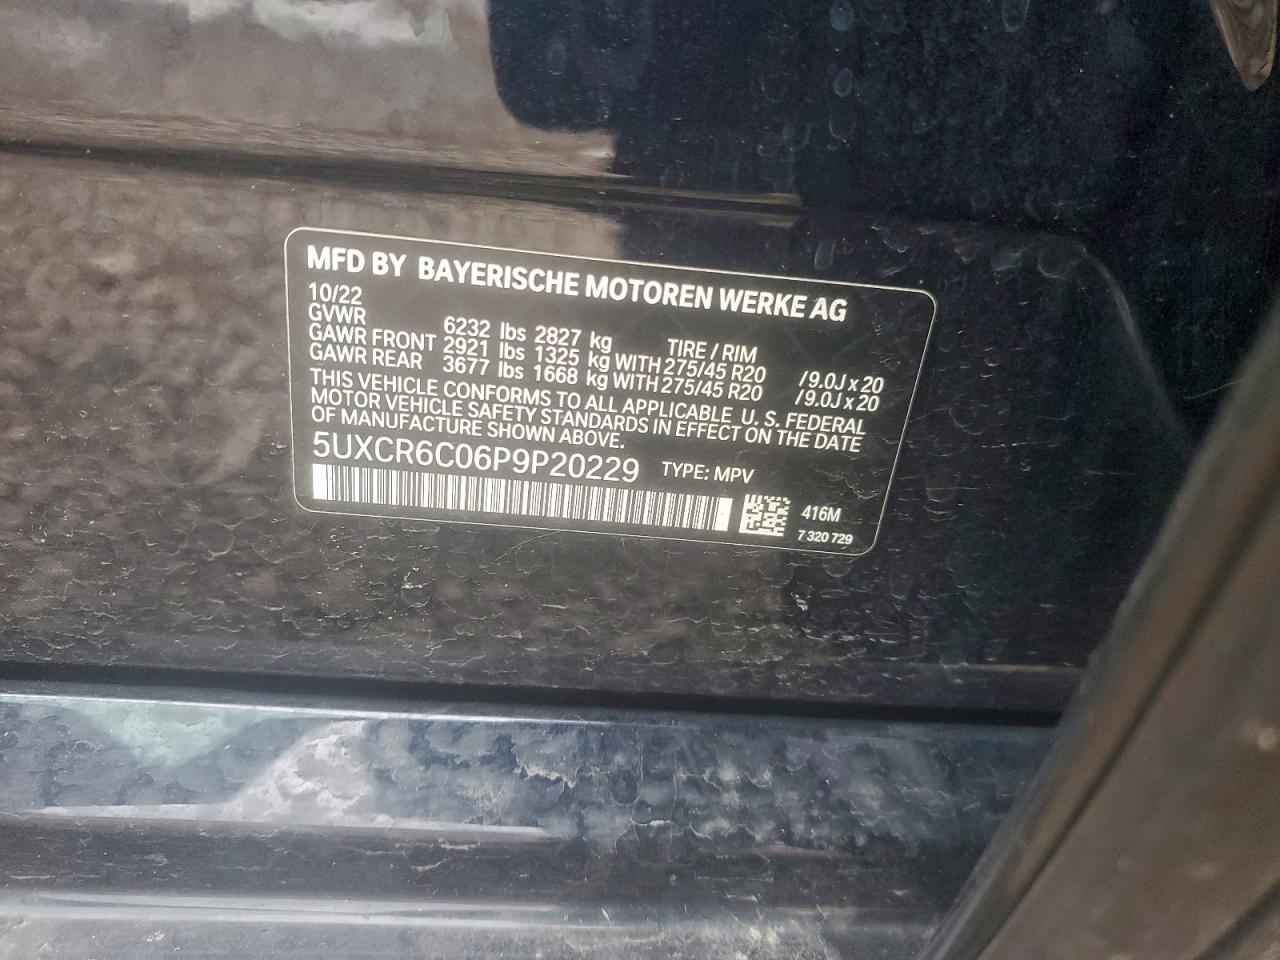 MFD BY BAYERISCHE MOTOREN WERKE AG
10/22
GVWR 6232 lbs 2827 kg TIRE / RIM
GAWR FRONT 2921 lbs 1325 kg WITH 275/45 R20 / 9.0J x 20
GAWR REAR 3677 lbs 1668 kg WITH 275/45 R20 / 9.0J x 20
THIS VEHICLE CONFORMS TO ALL APPLICABLE U. S. FEDERAL
MOTOR VEHICLE SAFETY STANDARDS IN EFFECT ON THE DATE
OF MANUFACTURE SHOWN ABOVE.
5UXCR6C06P9P20229 TYPE: MPV
416M
7 320 729